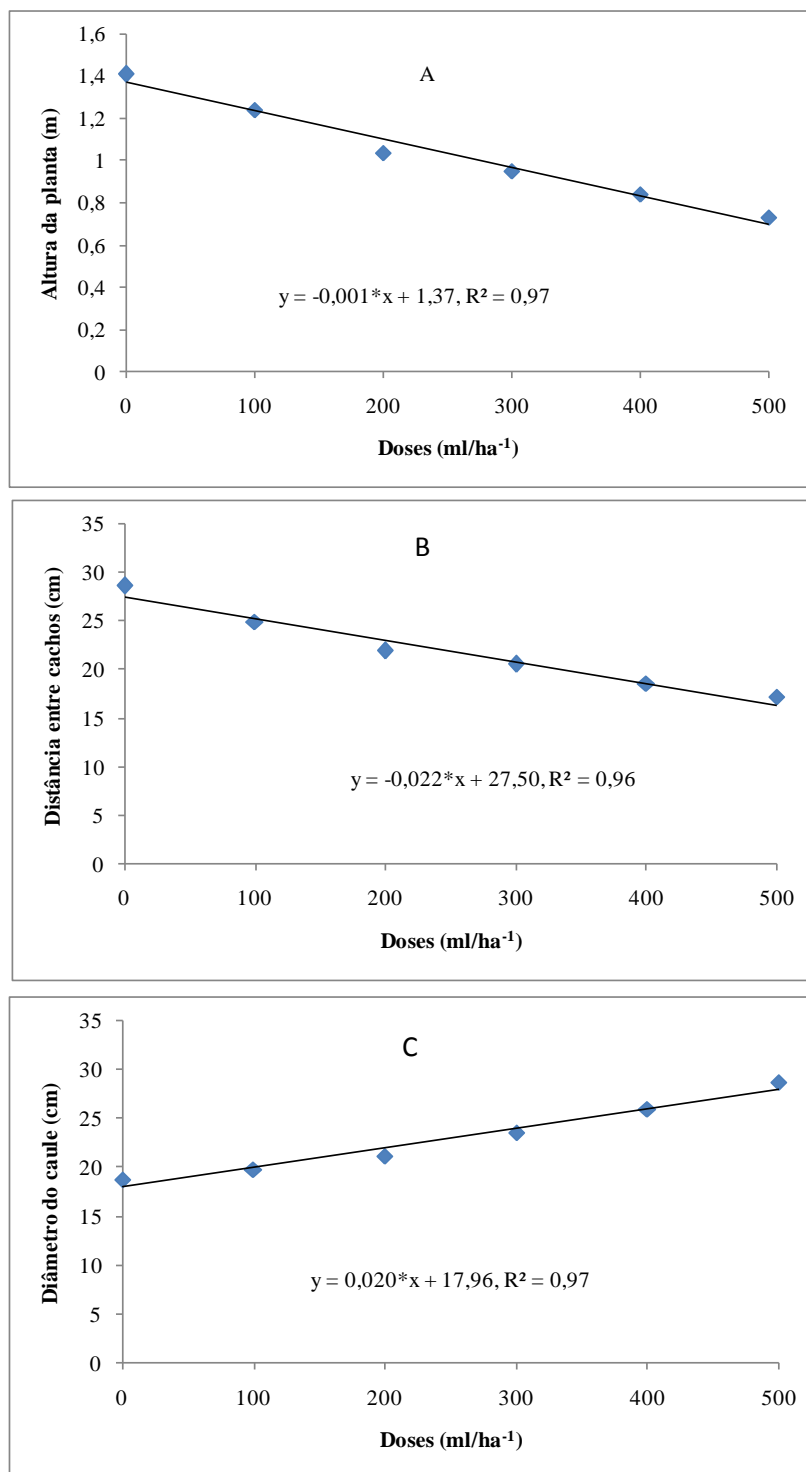 A
Altura da planta (m)
1,6
1,4
1,2
1
0,8
0,6
0,4
0,2
0
y = -0,001*x + 1,37, R² = 0,97
0 100 200 300 400 500
Doses (ml/ha⁻¹)
B
Distância entre cachos (cm)
35
30
25
20
15
10
5
0
y = -0,022*x + 27,50, R² = 0,96
0 100 200 300 400 500
Doses (ml/ha⁻¹)
C
Diâmetro do caule (cm)
35
30
25
20
15
10
5
0
y = 0,020*x + 17,96, R² = 0,97
0 100 200 300 400 500
Doses (ml/ha⁻¹)